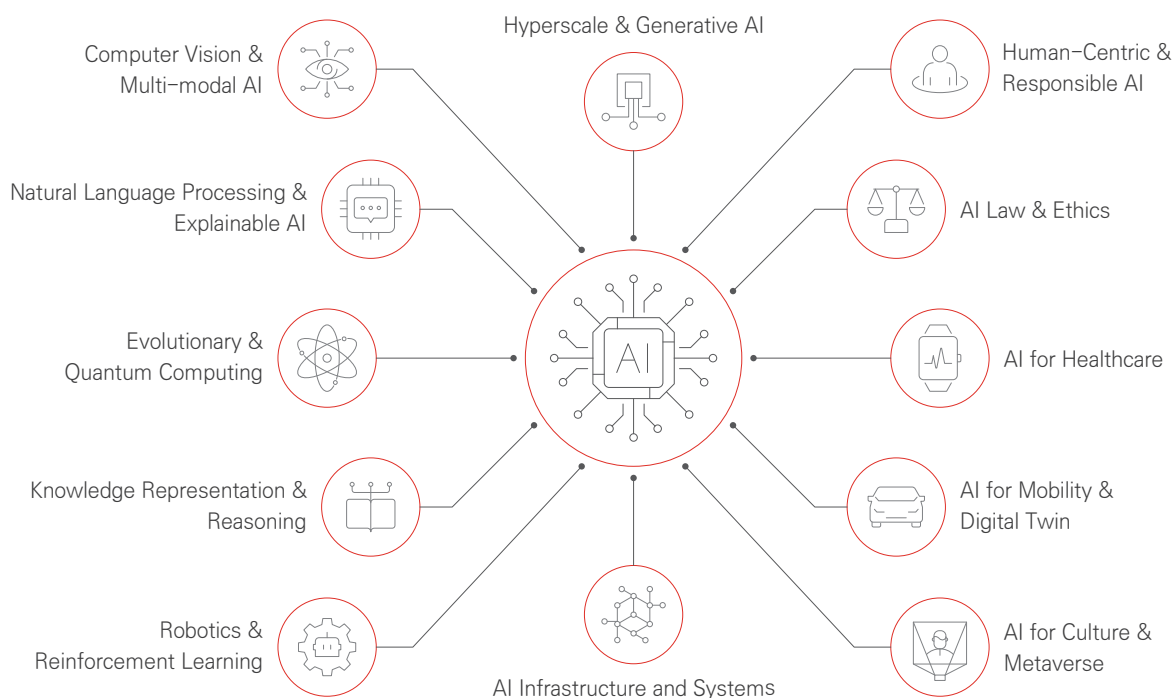 Hyperscale & Generative AI
Computer Vision &
Multi-modal AI
Human-Centric &
Responsible AI
Natural Language Processing &
Explainable AI
AI Law & Ethics
Evolutionary &
Quantum Computing
AI
AI for Healthcare
Knowledge Representation &
Reasoning
AI for Mobility &
Digital Twin
Robotics &
Reinforcement Learning
AI for Culture &
Metaverse
AI Infrastructure and Systems